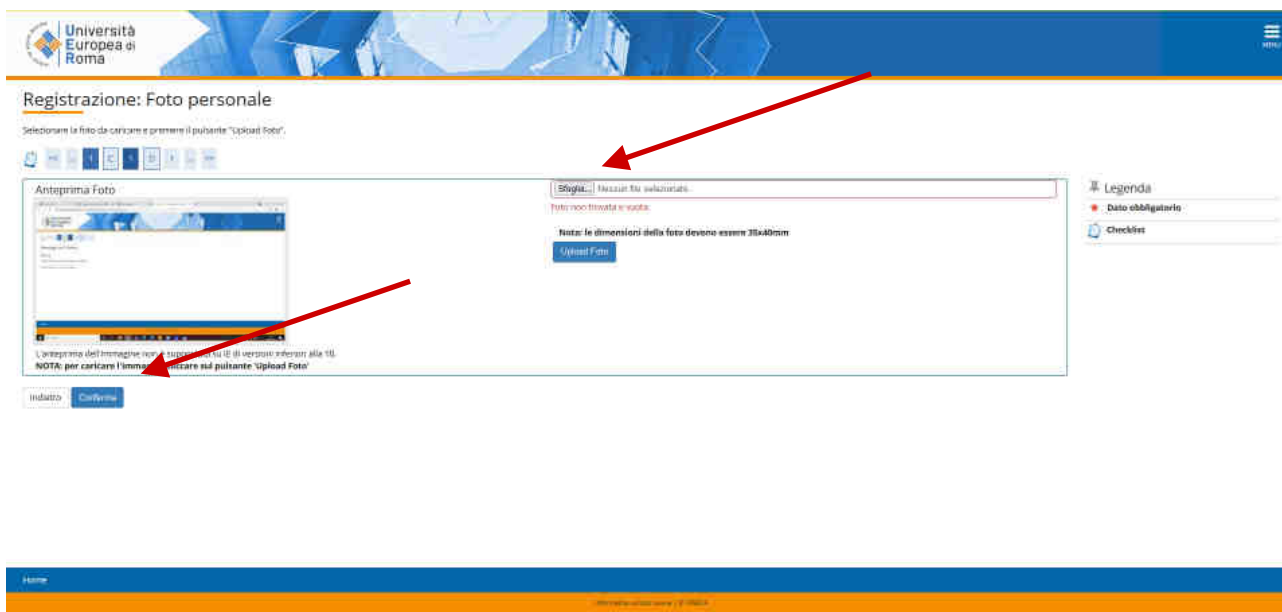 Università
Europea di
Roma
MENU
Registrazione: Foto personale
Selezionare la foto da caricare e premere il pulsante "Upload Foto".
Anteprima Foto
Sfoglia... Nessun file selezionato.
Foto non trovata o vuota.
Nota: le dimensioni della foto devono essere 35x40mm
Upload Foto
L'anteprima dell'immagine non è supportata su IE di versioni inferiori alla 10.
NOTA: per caricare l'immagine cliccare sul pulsante 'Upload Foto'
Indietro Conferma
Legenda
Dato obbligatorio
Checklist
Home